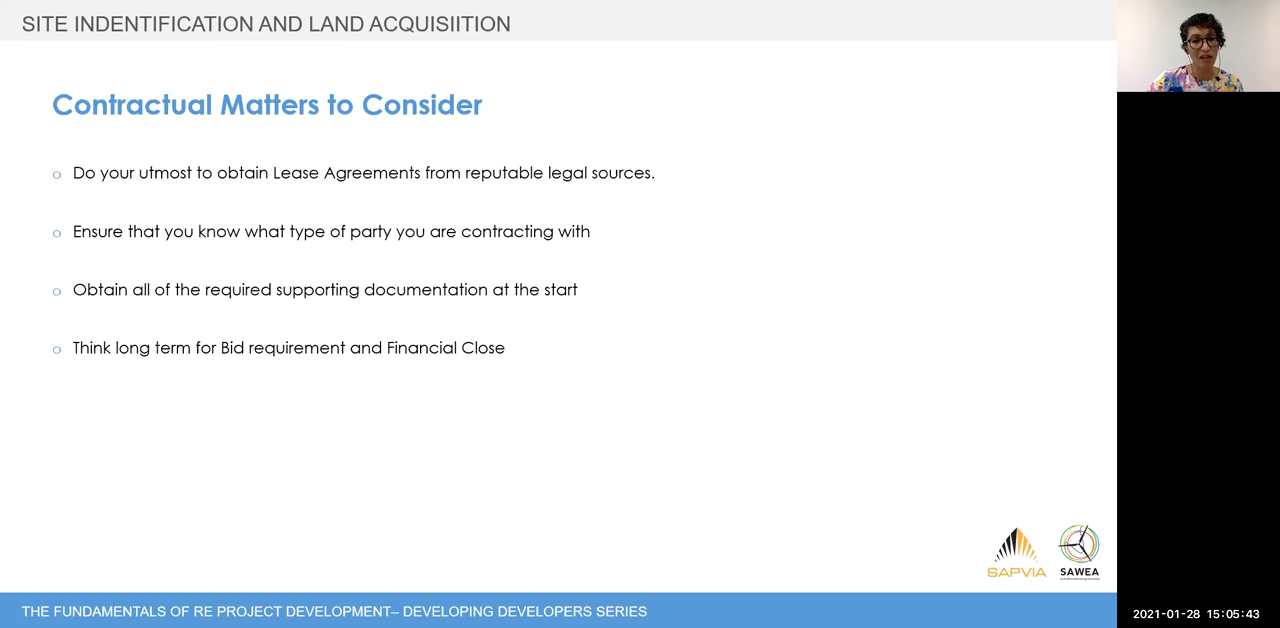 SITE INDENTIFICATION AND LAND ACQUISIITION
Contractual Matters to Consider
o Do your utmost to obtain Lease Agreements from reputable legal sources.
o Ensure that you know what type of party you are contracting with
o Obtain all of the required supporting documentation at the start
o Think long term for Bid requirement and Financial Close
SAPVIA
SAWEA
THE FUNDAMENTALS OF RE PROJECT DEVELOPMENT– DEVELOPING DEVELOPERS SERIES
2021-01-28 15:05:43